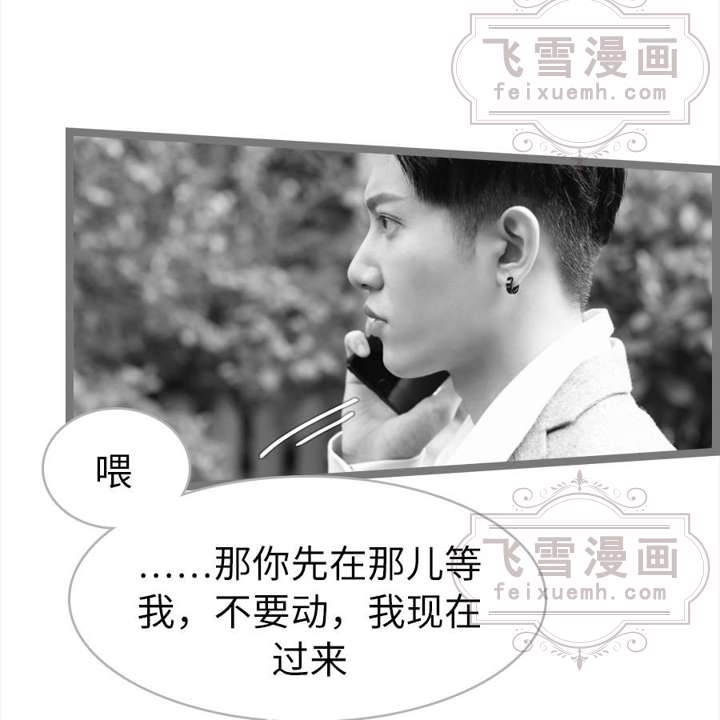 飞雪漫画
feixuemh.com
喂
……那你先在那儿等
我，不要动，我现在
过来
飞雪漫画
feixuemh.com